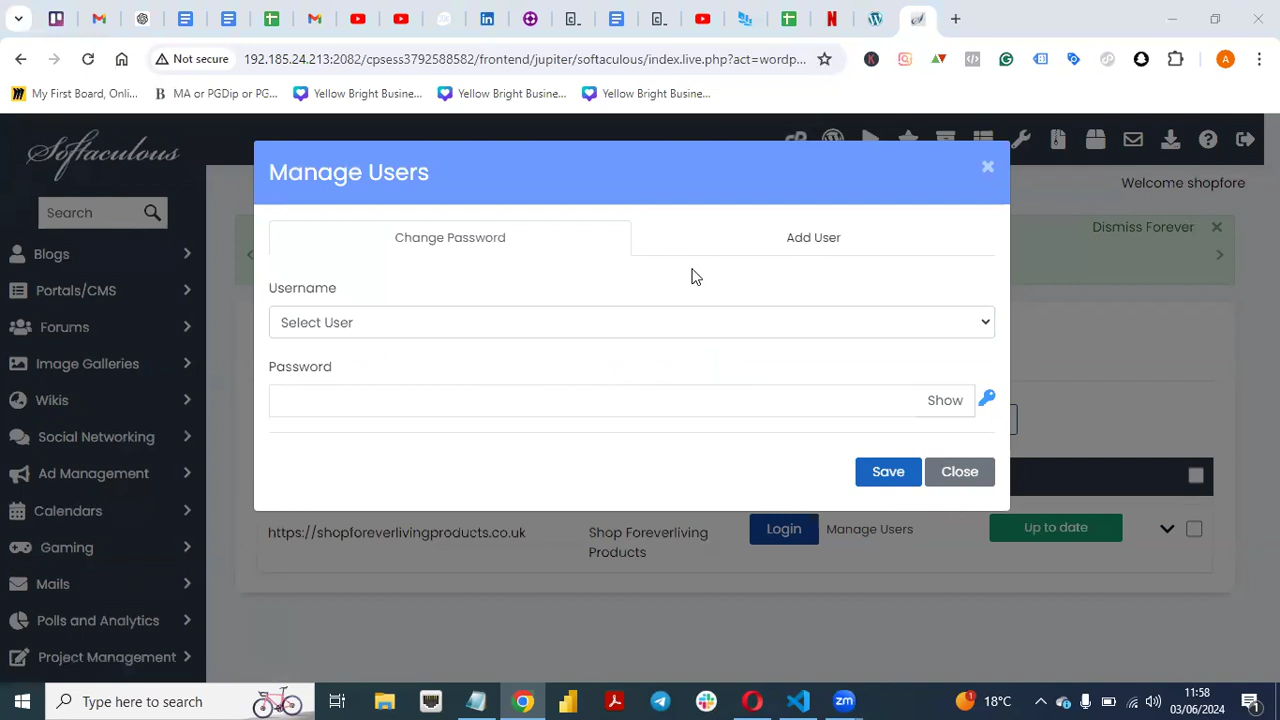 Not secure
192.185.24.213:2082/cpsess3792588582/frontend/jupiter/softaculous/index.live.php?act=wordp...
My First Board, Onli...
MA or PGDip or PG...
Yellow Bright Busine...
Yellow Bright Busine...
Yellow Bright Busine...
Softaculous
Welcome shopfore
Search
Dismiss Forever
Manage Users
Change Password
Add User
Username
Select User
Password
Show
Save
Close
Blogs
Portals/CMS
Forums
Image Galleries
Wikis
Social Networking
Ad Management
Calendars
Gaming
Mails
Polls and Analytics
Project Management
https://shopforeverlivingproducts.co.uk
Shop Foreverliving
Products
Login
Manage Users
Up to date
Type here to search
18°C
11:58
03/06/2024